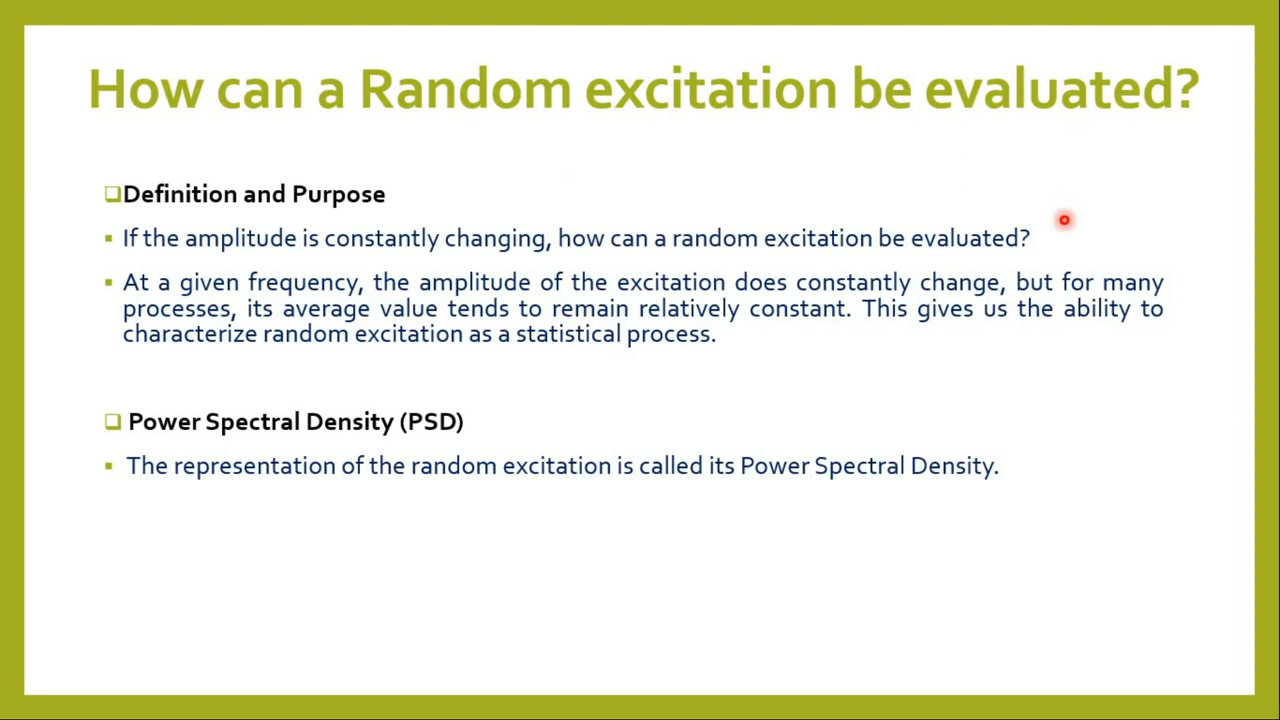 How can a Random excitation be evaluated?
Definition and Purpose
If the amplitude is constantly changing, how can a random excitation be evaluated?
At a given frequency, the amplitude of the excitation does constantly change, but for many
processes, its average value tends to remain relatively constant. This gives us the ability to
characterize random excitation as a statistical process.
Power Spectral Density (PSD)
The representation of the random excitation is called its Power Spectral Density.